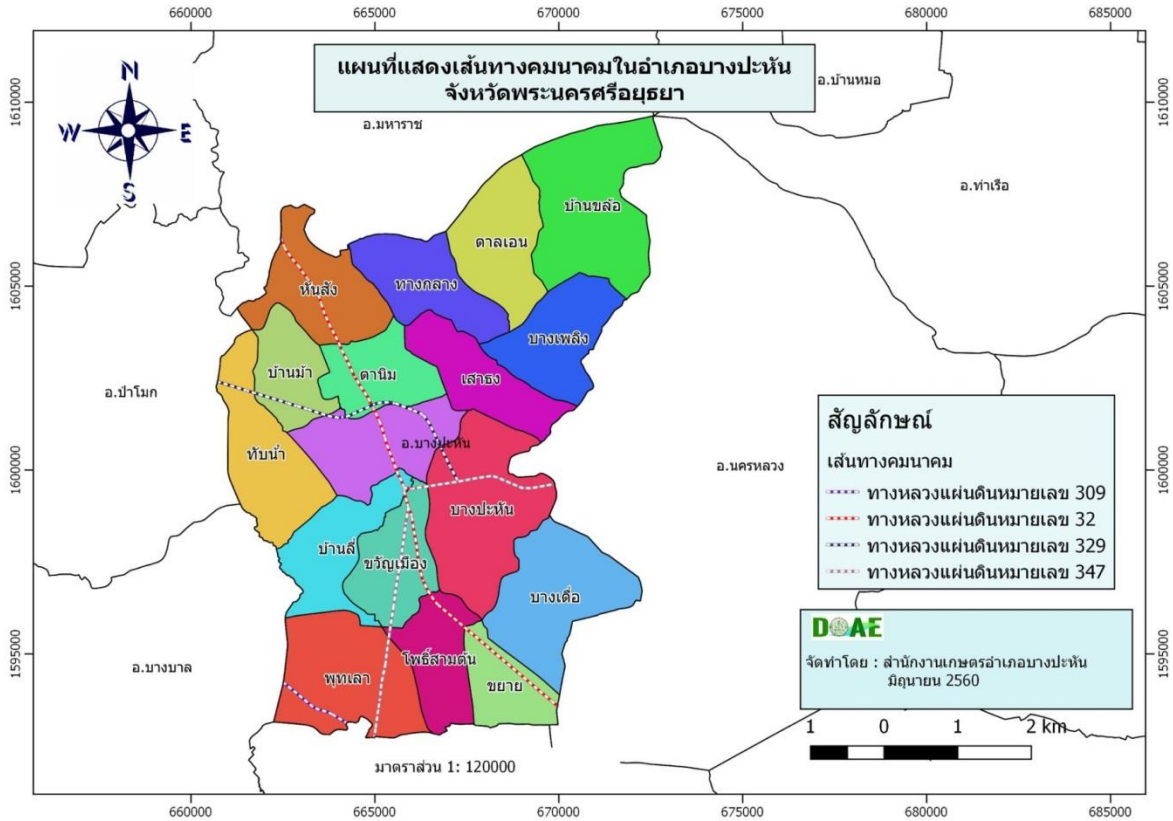 660000 665000 670000 675000 680000 685000
แผนที่แสดงเส้นทางคมนาคมในอำเภอบางปะหัน
จังหวัดพระนครศรีอยุธยา
N
W E
S
อ.บ้านหมอ
1610000 1610000
อ.มหาราช
อ.ท่าเรือ
บ้านขล้อ
ตาลเอน
หันสัง
ทางกลาง
1605000 1605000
บางเพลิง
บ้านม้า
ตานิม
เสาธง
อ.ป่าโมก
อ.บางปะหัน
ทับน้ำ
อ.นครหลวง
1600000 1600000
บางปะหัน
บ้านลี่
ขวัญเมือง
บางเดื่อ
สัญลักษณ์
เส้นทางคมนาคม
ทางหลวงแผ่นดินหมายเลข 309
ทางหลวงแผ่นดินหมายเลข 32
ทางหลวงแผ่นดินหมายเลข 329
ทางหลวงแผ่นดินหมายเลข 347
1595000 1595000
อ.บางบาล
พุทเลา
โพธิ์สามต้น
ขยาย
DOAE
จัดทำโดย : สำนักงานเกษตรอำเภอบางปะหัน
มิถุนายน 2560
1 0 1 2 km
มาตราส่วน 1: 120000
660000 665000 670000 675000 680000 685000